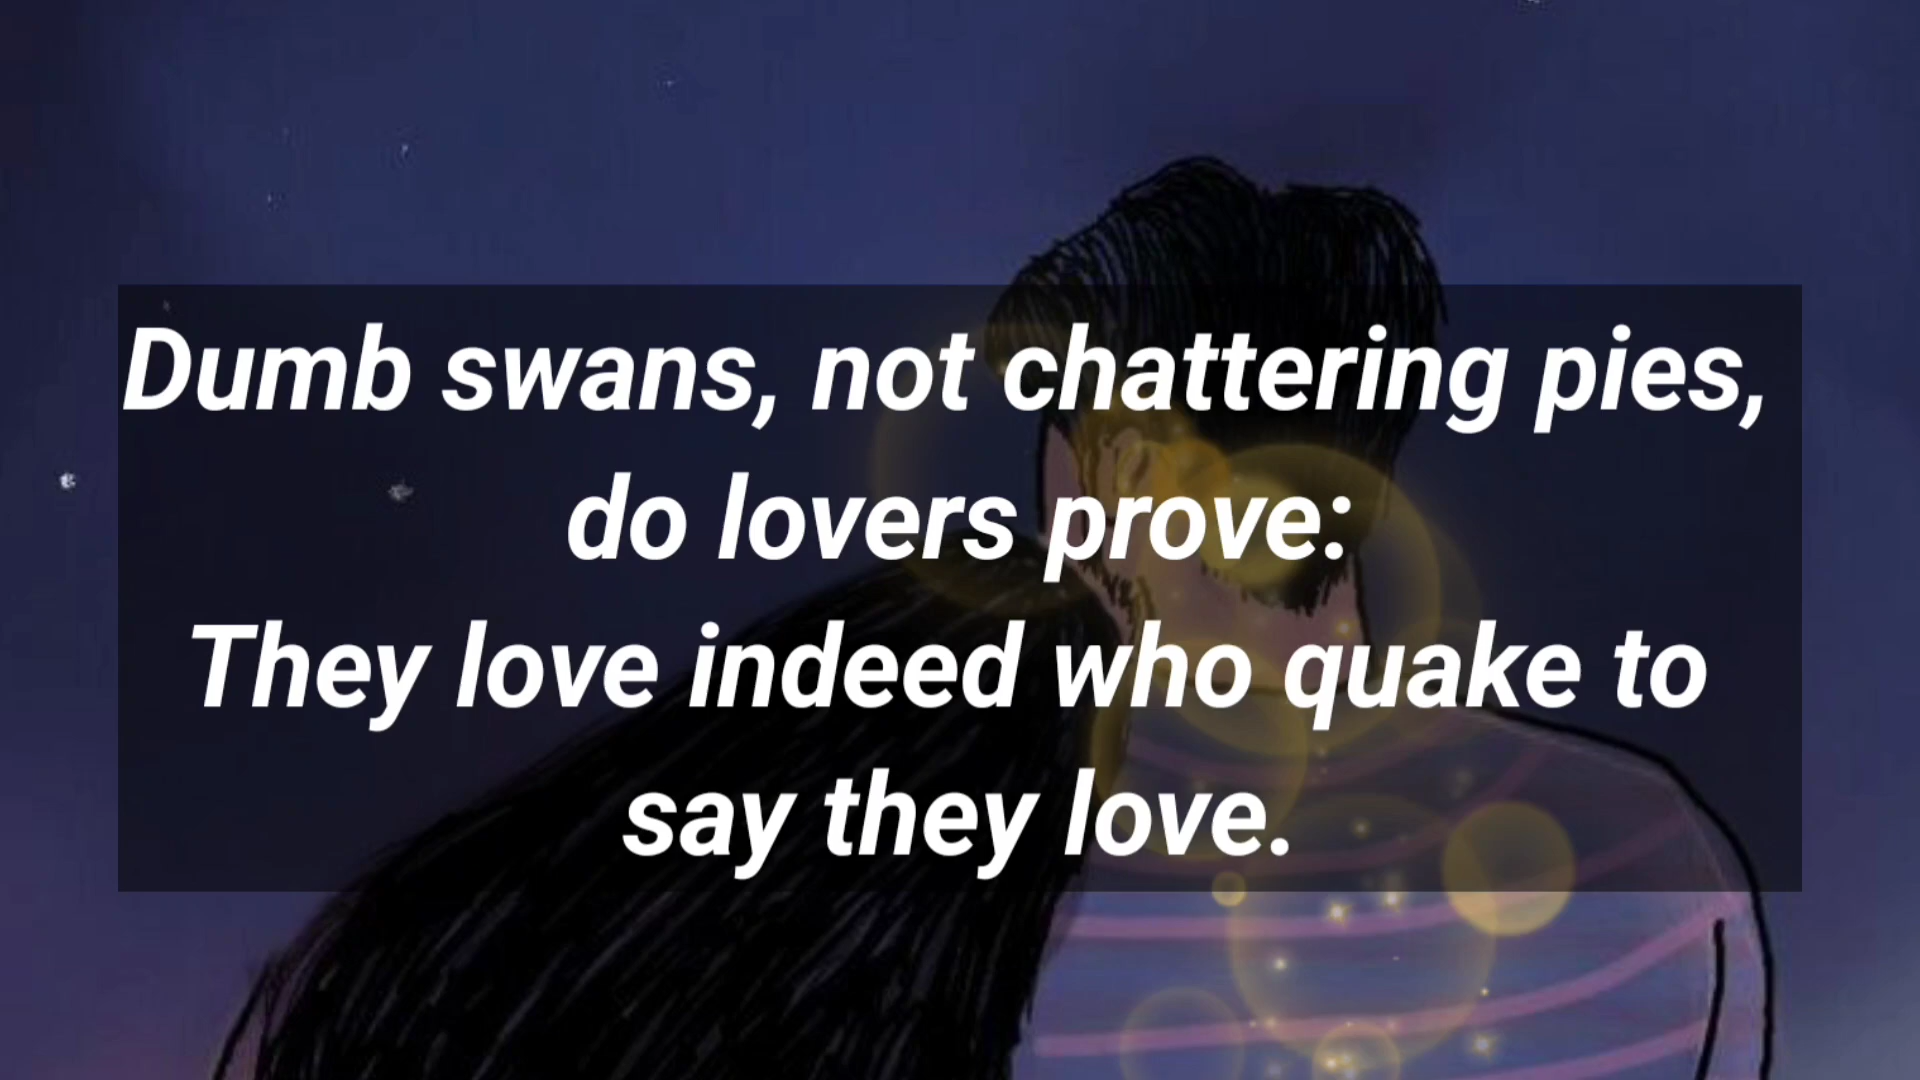 Dumb swans, not chattering pies,
do lovers prove:
They love indeed who quake to
say they love.